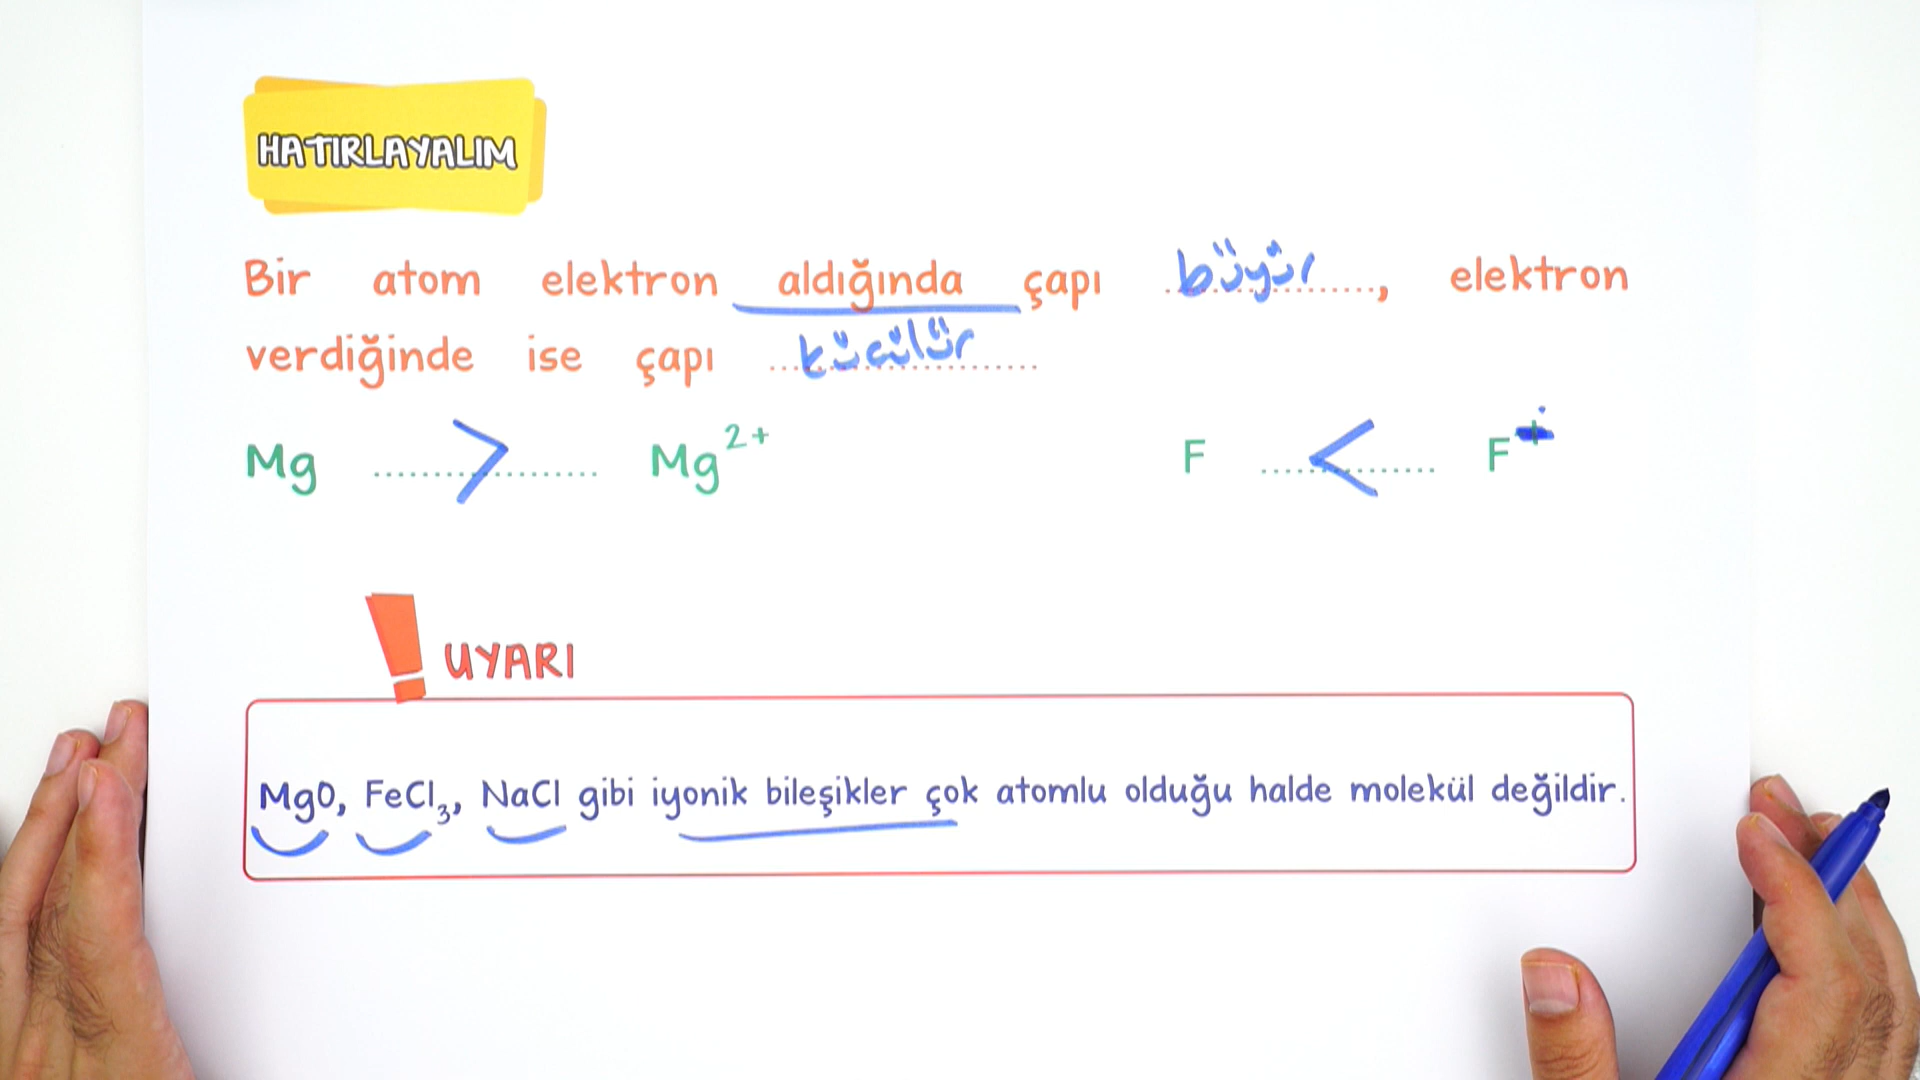 HATIRLAYALIM
Bir atom elektron aldığında çapı büyür, elektron
verdiğinde ise çapı küçülür
Mg > Mg²⁺ F < F
! UYARI
MgO, FeCl₃, NaCl gibi iyonik bileşikler çok atomlu olduğu halde molekül değildir.